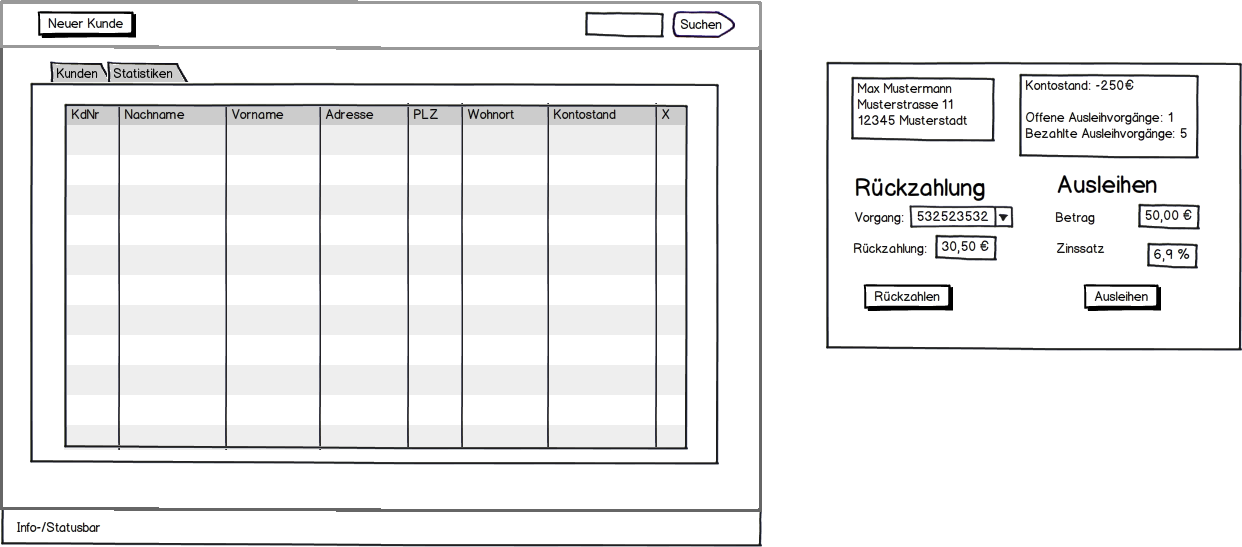 Neuer Kunde
Suchen
Kunden Statistiken
KdNr Nachname Vorname Adresse PLZ Wohnort Kontostand X
Info-/Statusbar
Max Mustermann
Musterstrasse 11
12345 Musterstadt
Kontostand: -250€
Offene Ausleihvorgänge: 1
Bezahlte Ausleihvorgänge: 5
Rückzahlung
Vorgang: 532523532
Rückzahlung: 30,50 €
Rückzahlen
Ausleihen
Betrag 50,00 €
Zinssatz 6,9 %
Ausleihen